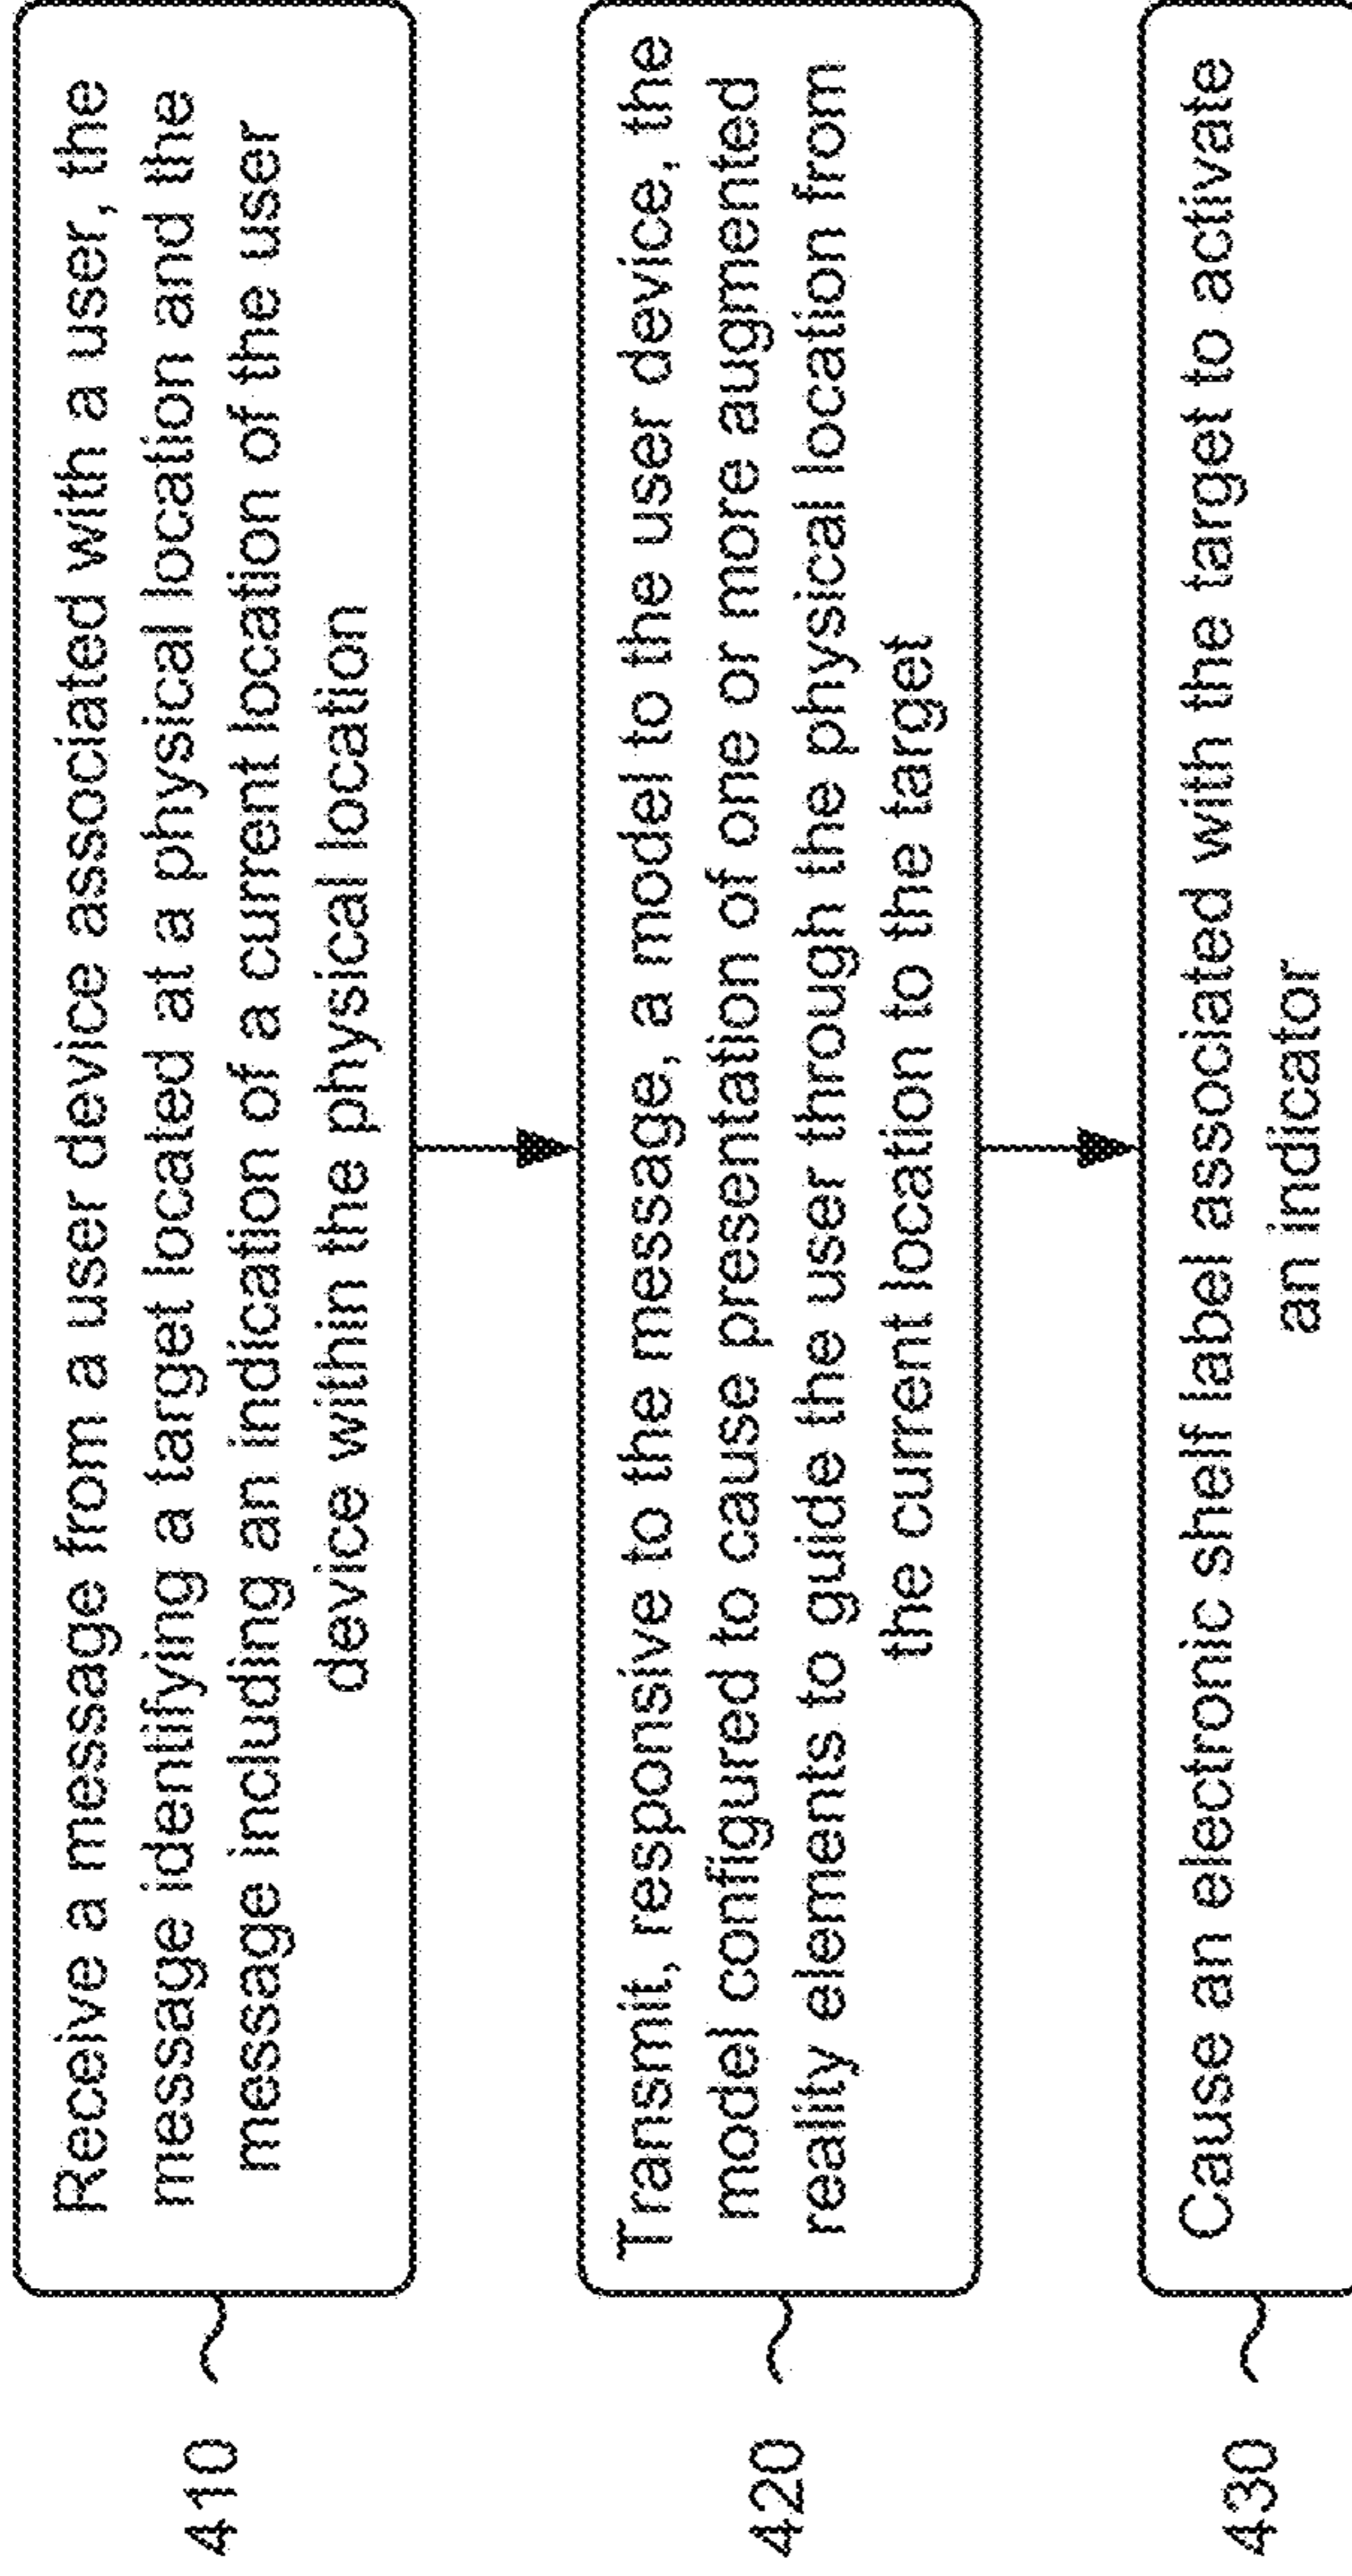 410
Receive a message from a user device associated with a user, the
message identifying a target located at a physical location and the
message including an indication of a current location of the user
device within the physical location
420
Transmit, responsive to the message, a model to the user device, the
model configured to cause presentation of one or more augmented
reality elements to guide the user through the physical location from
the current location to the target
430
Cause an electronic shelf label associated with the target to activate
an indicator